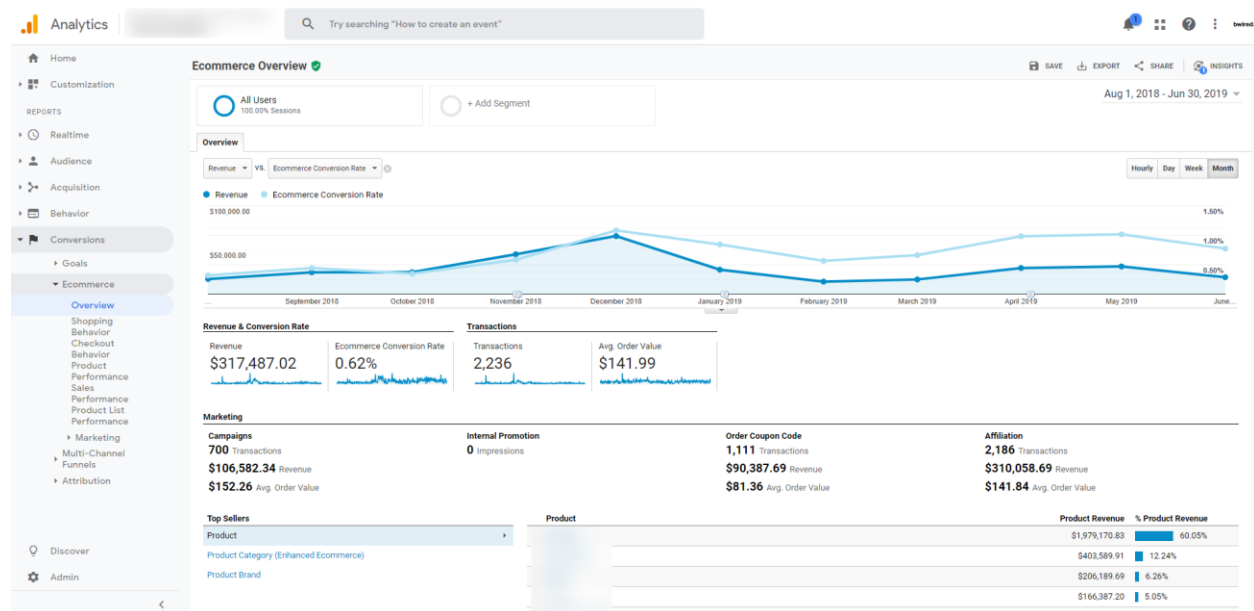 Analytics
Try searching "How to create an event"
1
bwired.
Home
Customization
REPORTS
Realtime
Audience
Acquisition
Behavior
Conversions
Goals
Ecommerce
Overview
Shopping
Behavior
Checkout
Behavior
Product
Performance
Sales
Performance
Product List
Performance
Marketing
Multi-Channel
Funnels
Attribution
Discover
Admin
Ecommerce Overview
SAVE EXPORT SHARE INSIGHTS
All Users
100.00% Sessions
+ Add Segment
Aug 1, 2018 - Jun 30, 2019
Overview
Revenue VS. Ecommerce Conversion Rate
Hourly Day Week Month
Revenue Ecommerce Conversion Rate
$100,000.00 1.50%
1.00%
$50,000.00
0.50%
... September 2018 October 2018 November 2018 December 2018 January 2019 February 2019 March 2019 April 2019 May 2019 June...
Revenue & Conversion Rate
Revenue
$317,487.02
Ecommerce Conversion Rate
0.62%
Transactions
Transactions
2,236
Avg. Order Value
$141.99
Marketing
Campaigns
700 Transactions
$106,582.34 Revenue
$152.26 Avg. Order Value
Internal Promotion
0 Impressions
Order Coupon Code
1,111 Transactions
$90,387.69 Revenue
$81.36 Avg. Order Value
Affiliation
2,186 Transactions
$310,058.69 Revenue
$141.84 Avg. Order Value
Top Sellers
Product
Product Category (Enhanced Ecommerce)
Product Brand
Product Product Revenue % Product Revenue
$1,979,170.83 60.05%
$403,589.91 12.24%
$206,189.69 6.26%
$166,387.20 5.05%